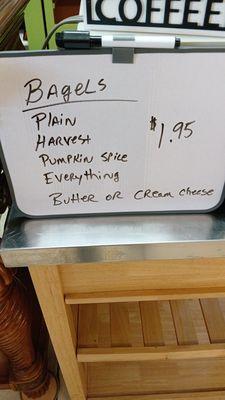 COFFEE
BAGELS
PLAIN
HARVEST
PUMPKIN SPICE
EVERYTHING
$1.95
BUTTER OR CREAM CHEESE